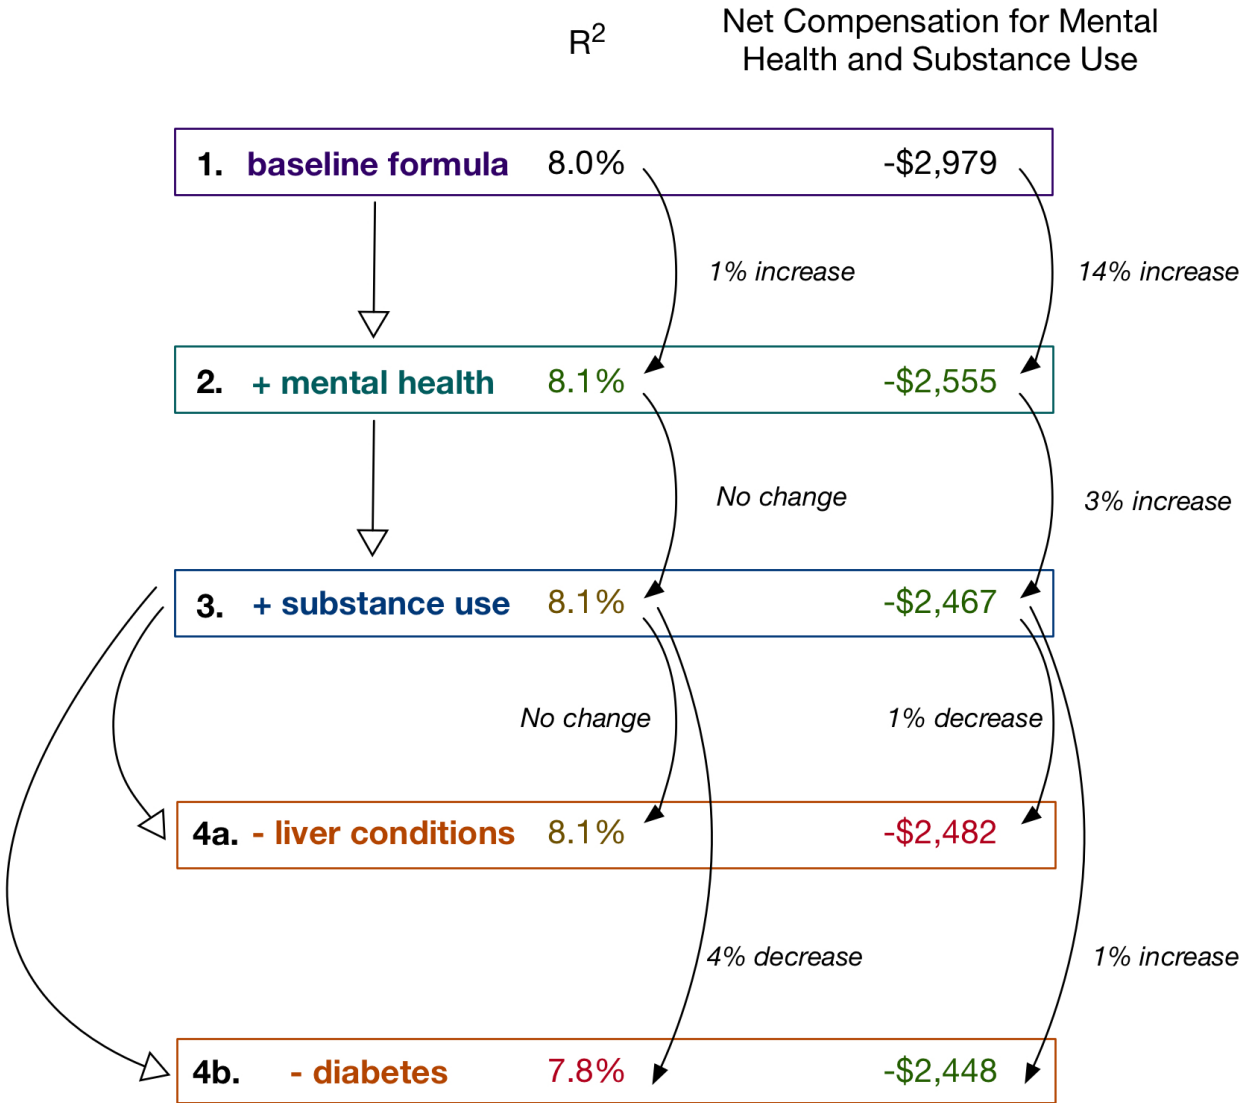 R²
Net Compensation for Mental
Health and Substance Use
1. baseline formula 8.0% -$2,979
1% increase 14% increase
2. + mental health 8.1% -$2,555
No change 3% increase
3. + substance use 8.1% -$2,467
No change 1% decrease
4a. - liver conditions 8.1% -$2,482
4% decrease 1% increase
4b. - diabetes 7.8% -$2,448